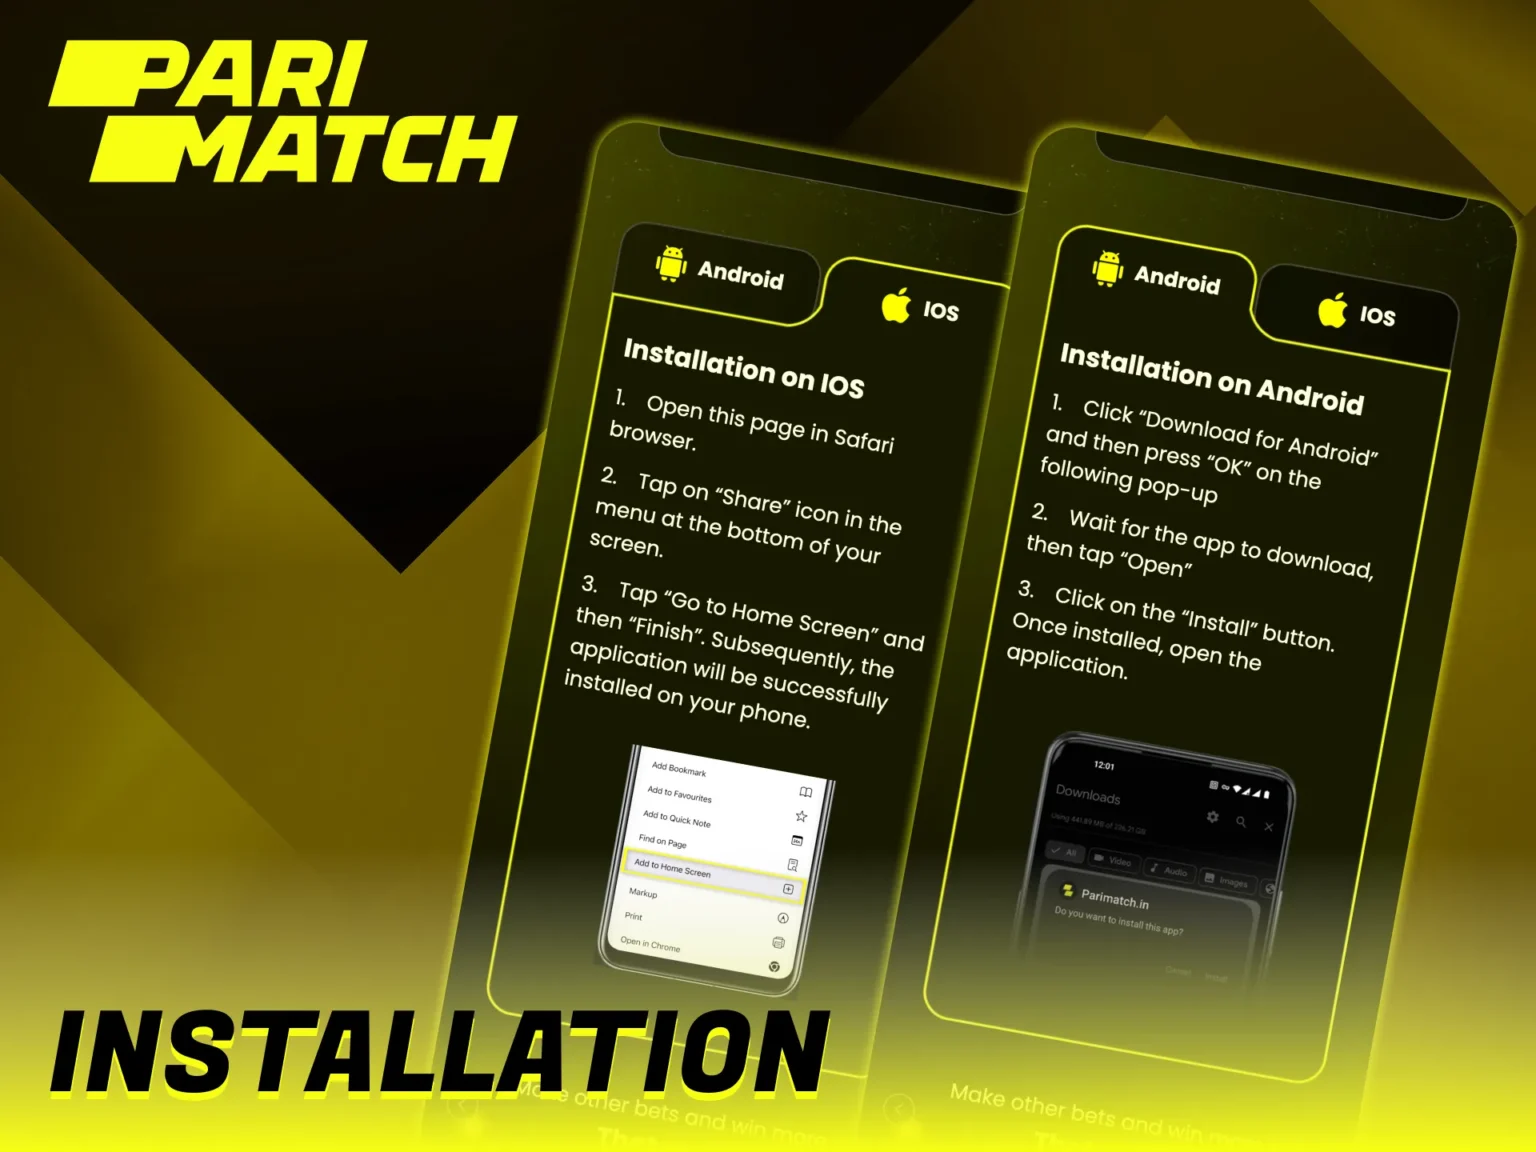 PARI
MATCH
Android
IOS
Installation on IOS
1. Open this page in Safari
browser.
2. Tap on “Share” icon in the
menu at the bottom of your
screen.
3. Tap “Go to Home Screen” and
then “Finish”. Subsequently, the
application will be successfully
installed on your phone.
Add Bookmark
Add to Favourites
Add to Quick Note
Find on Page
Add to Home Screen
Markup
Print
Open in Chrome
Make other bets and win more
Android
IOS
Installation on Android
1. Click “Download for Android”
and then press “OK” on the
following pop-up
2. Wait for the app to download,
then tap “Open”
3. Click on the “Install” button.
Once installed, open the
application.
12:01
Downloads
All
Video
Audio
Images
Parimatch.in
Do you want to install this app?
Make other bets and win more
INSTALLATION